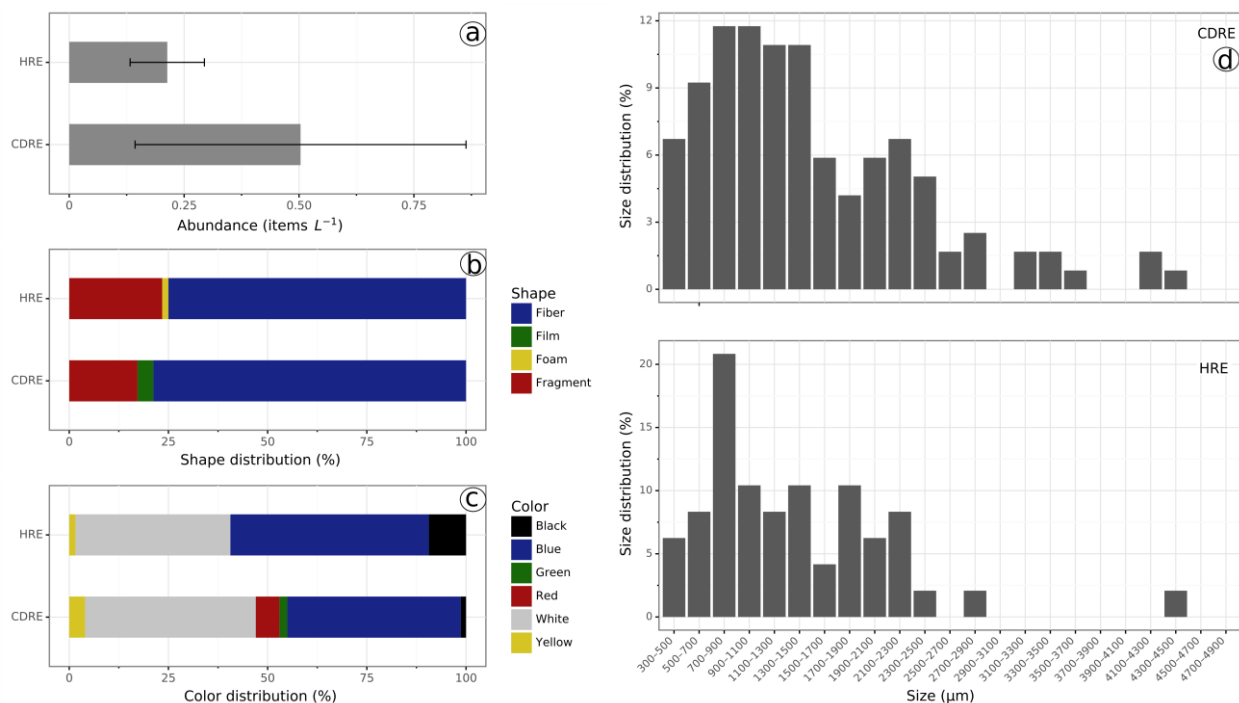 a
HRE
CDRE
0 0.25 0.50 0.75
Abundance (items L⁻¹)
b
HRE
CDRE
0 25 50 75 100
Shape distribution (%)
Shape
Fiber
Film
Foam
Fragment
c
HRE
CDRE
0 25 50 75 100
Color distribution (%)
Color
Black
Blue
Green
Red
White
Yellow
CDRE
d
12
9
6
3
0
Size distribution (%)
HRE
20
15
10
5
0
Size distribution (%)
300-500 500-700 700-900 900-1100 1100-1300 1300-1500 1500-1700 1700-1900 1900-2100 2100-2300 2300-2500 2500-2700 2700-2900 2900-3100 3100-3300 3300-3500 3500-3700 3700-3900 3900-4100 4100-4300 4300-4500 4500-4700 4700-4900
Size (µm)